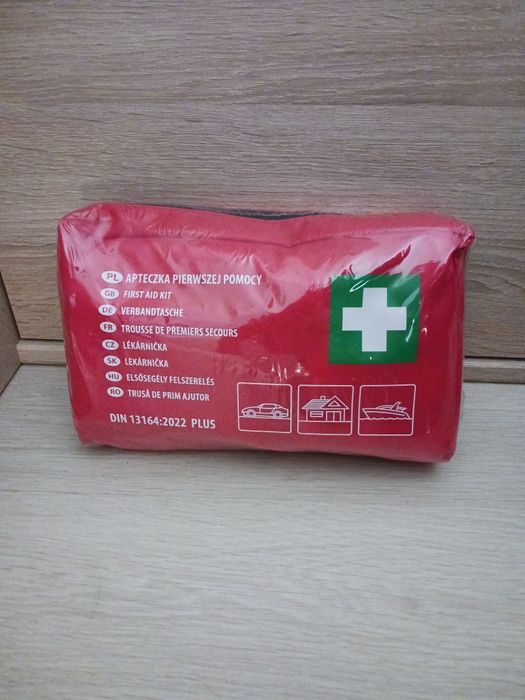 PL APTECZKA PIERWSZEJ POMOCY
GB FIRST AID KIT
DE VERBANDTASCHE
FR TROUSSE DE PREMIERS SECOURS
CZ LÉKÁRNIČKA
SK LEKÁRNIČKA
HU ELSŐSEGÉLY FELSZERELÉS
RO TRUSĂ DE PRIM AJUTOR
DIN 13164:2022 PLUS